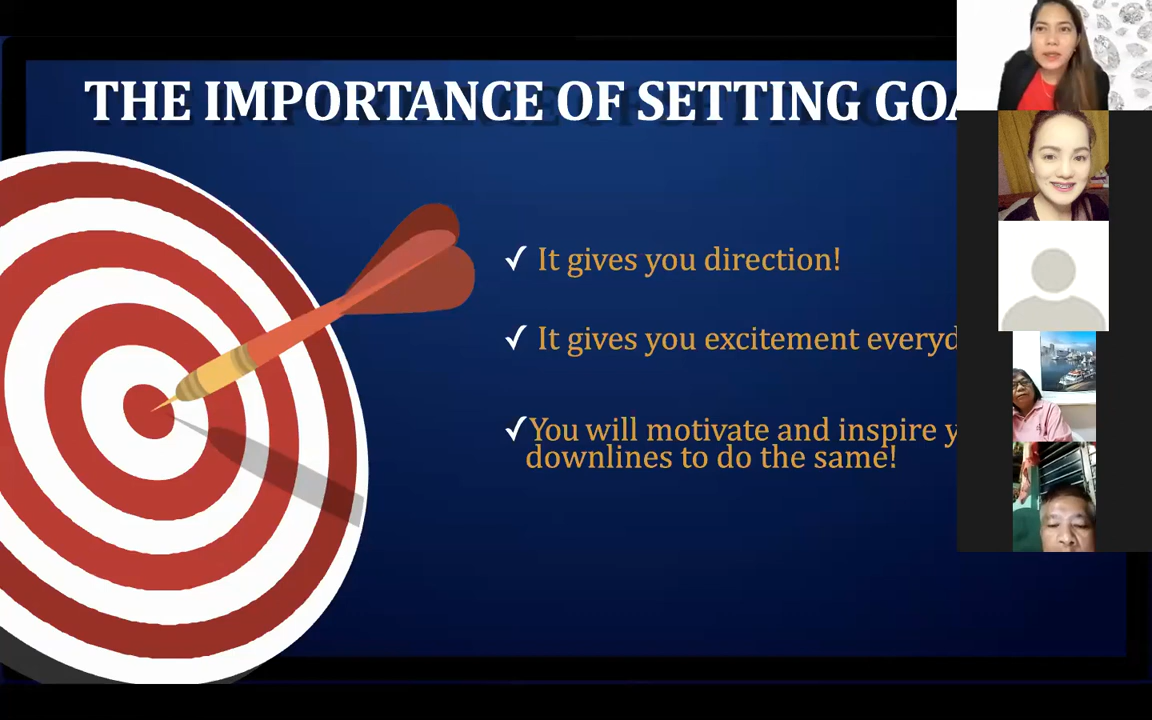 THE IMPORTANCE OF SETTING GOA
✓ It gives you direction!
✓ It gives you excitement everyd
✓You will motivate and inspire y
downlines to do the same!